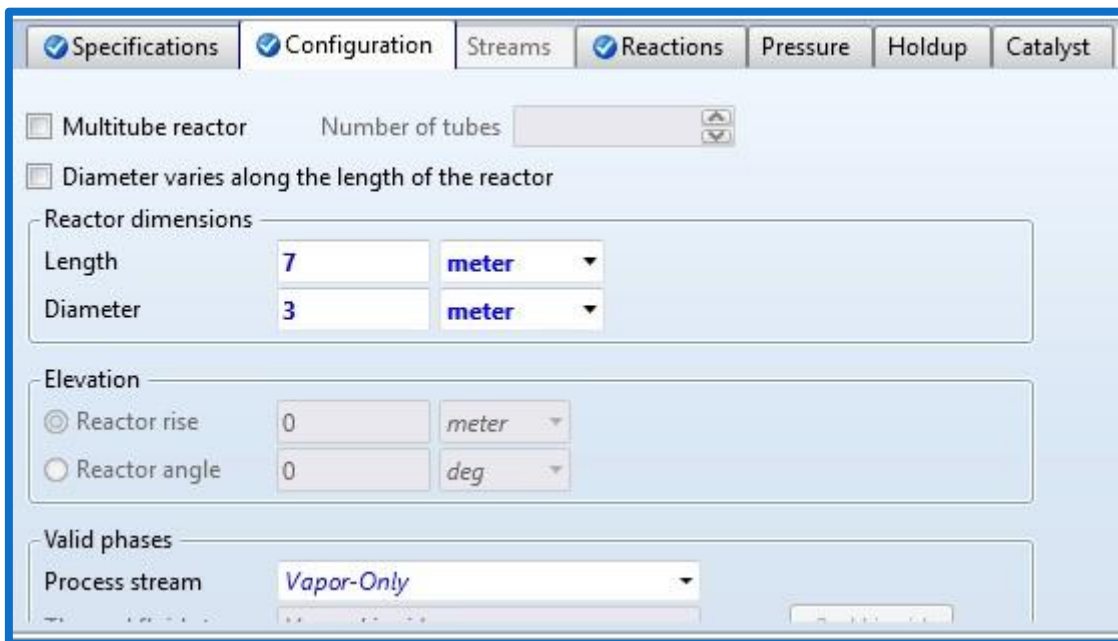 Specifications Configuration Streams Reactions Pressure Holdup Catalyst
Multitube reactor Number of tubes
Diameter varies along the length of the reactor
Reactor dimensions
Length 7 meter
Diameter 3 meter
Elevation
Reactor rise 0 meter
Reactor angle 0 deg
Valid phases
Process stream Vapor-Only